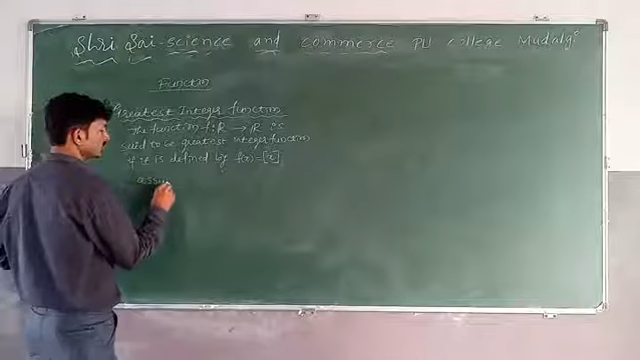 Shri Sai-science and commerce PU college Mudalgi
Function
Greatest Integer function
the function f:R → R is
said to be greatest integer function
if it is defined by f(x)=[x]
assu